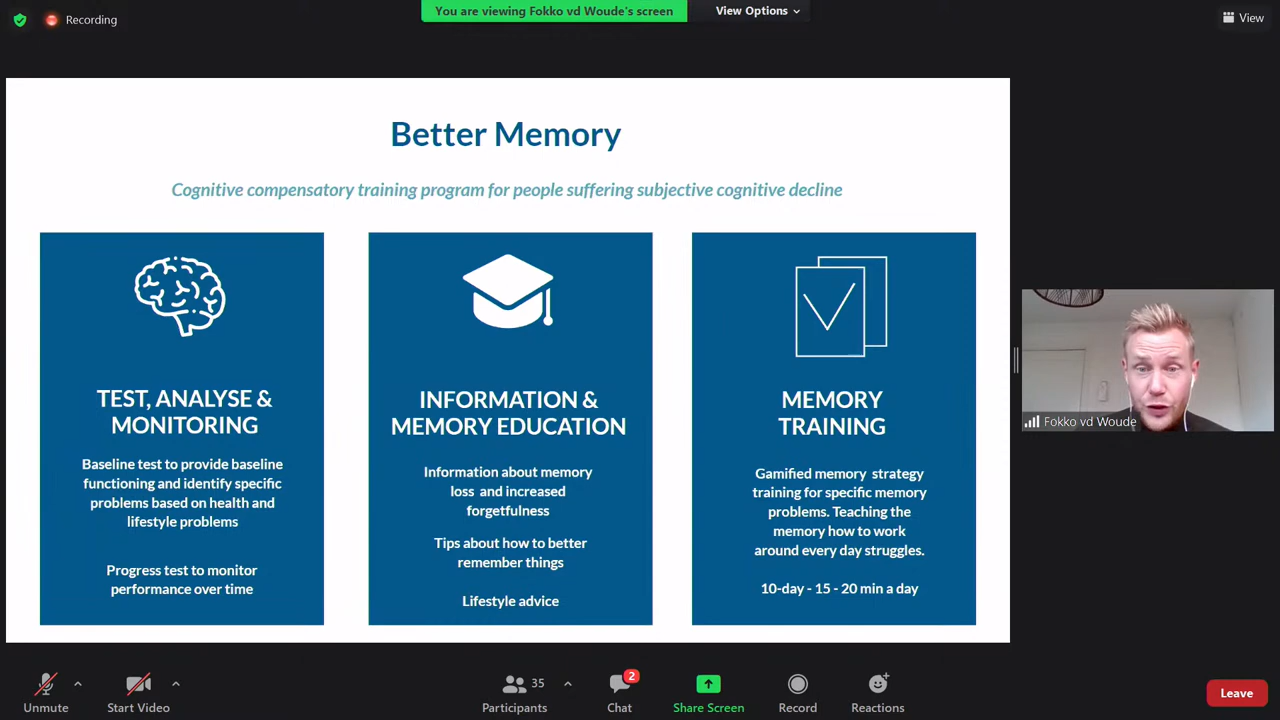 Recording
You are viewing Fokko vd Woude's screen
View Options
View
Better Memory
Cognitive compensatory training program for people suffering subjective cognitive decline
TEST, ANALYSE &
MONITORING
Baseline test to provide baseline
functioning and identify specific
problems based on health and
lifestyle problems
Progress test to monitor
performance over time
INFORMATION &
MEMORY EDUCATION
Information about memory
loss and increased
forgetfulness
Tips about how to better
remember things
Lifestyle advice
MEMORY
TRAINING
Gamified memory strategy
training for specific memory
problems. Teaching the
memory how to work
around every day struggles.
10-day - 15 - 20 min a day
Fokko vd Woude
Unmute
Start Video
35
Participants
2
Chat
Share Screen
Record
Reactions
Leave